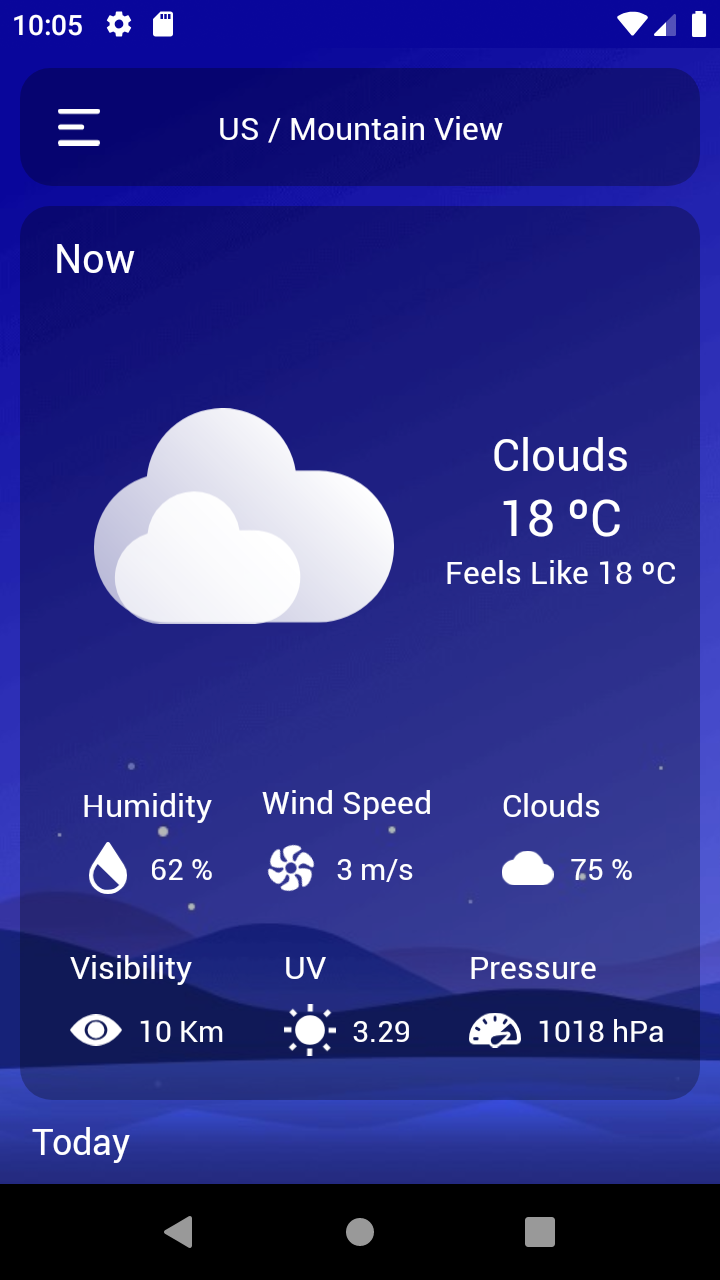 10:05
US / Mountain View
Now
Clouds
18 ºC
Feels Like 18 ºC
Humidity Wind Speed Clouds
62 % 3 m/s 75 %
Visibility UV Pressure
10 Km 3.29 1018 hPa
Today